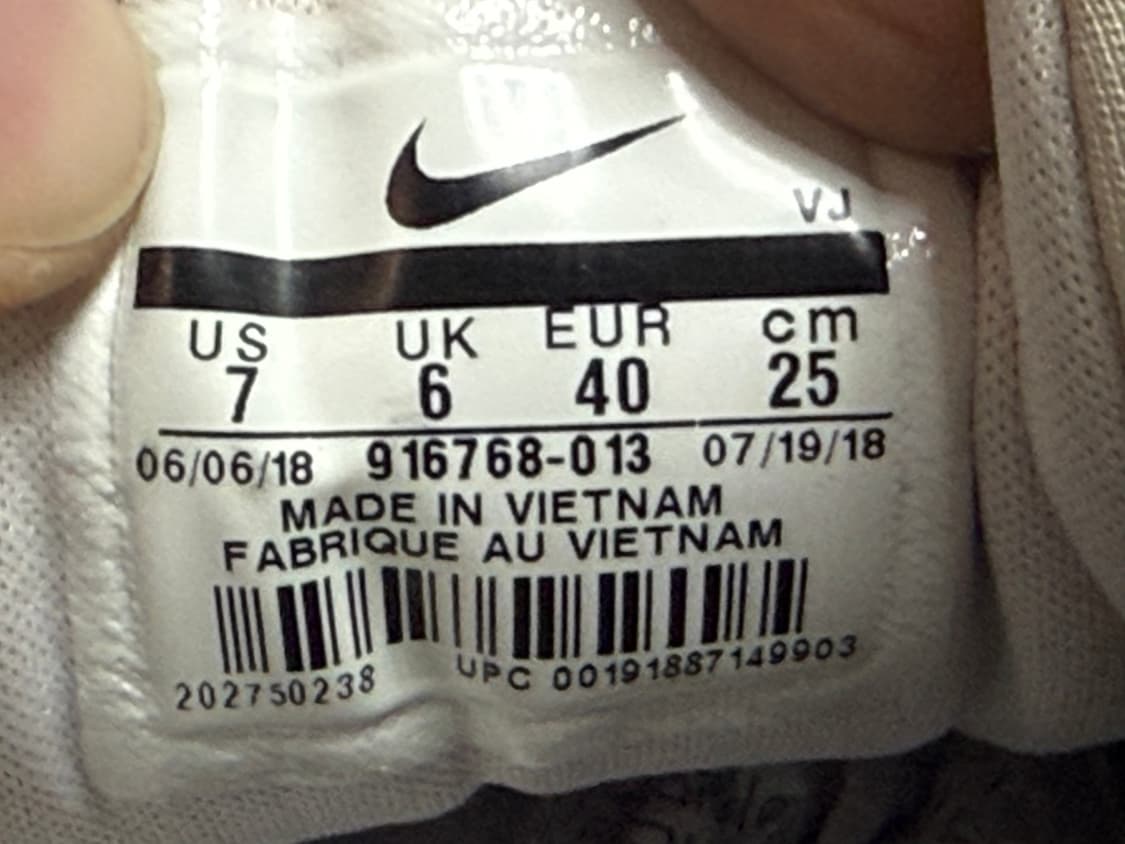 VJ
US UK EUR cm
7 6 40 25
06/06/18 916768-013 07/19/18
MADE IN VIETNAM
FABRIQUE AU VIETNAM
202750238 UPC 00191887149903